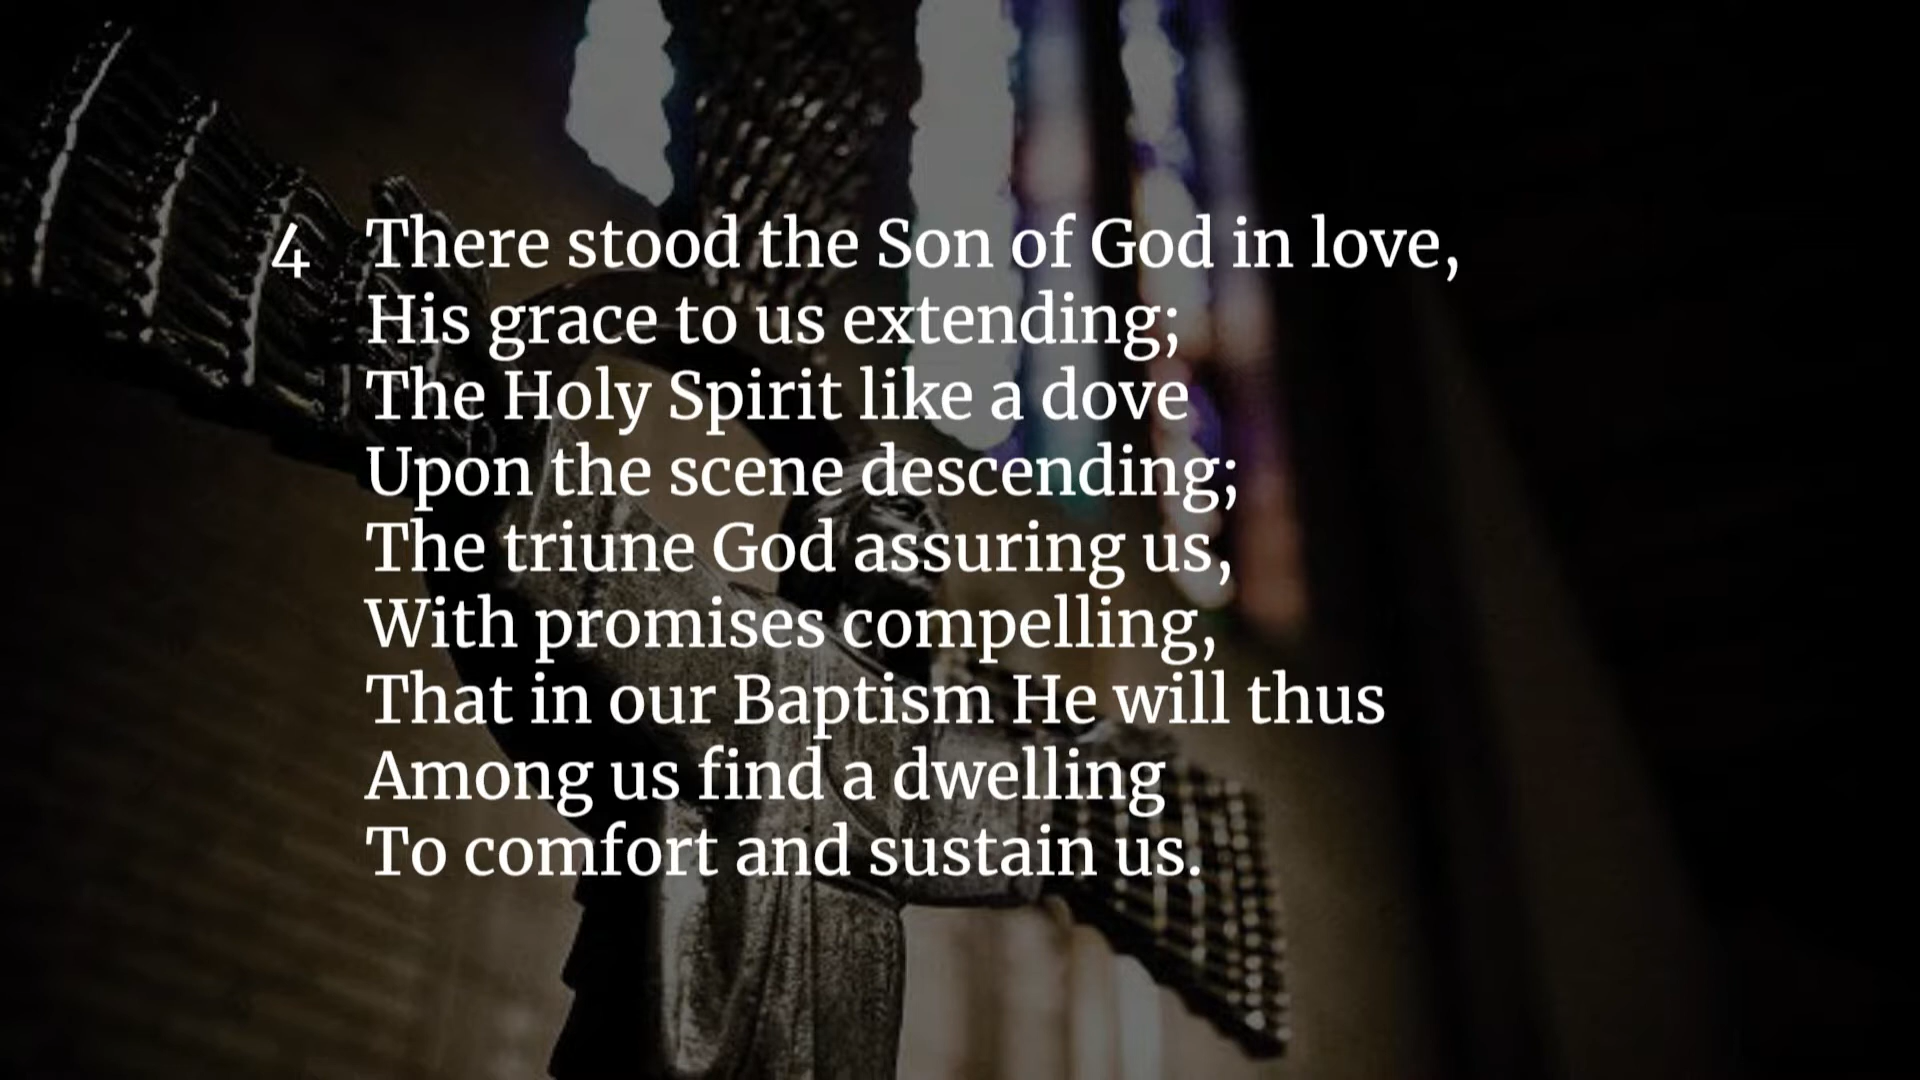 4 There stood the Son of God in love,
His grace to us extending;
The Holy Spirit like a dove
Upon the scene descending;
The triune God assuring us,
With promises compelling,
That in our Baptism He will thus
Among us find a dwelling
To comfort and sustain us.